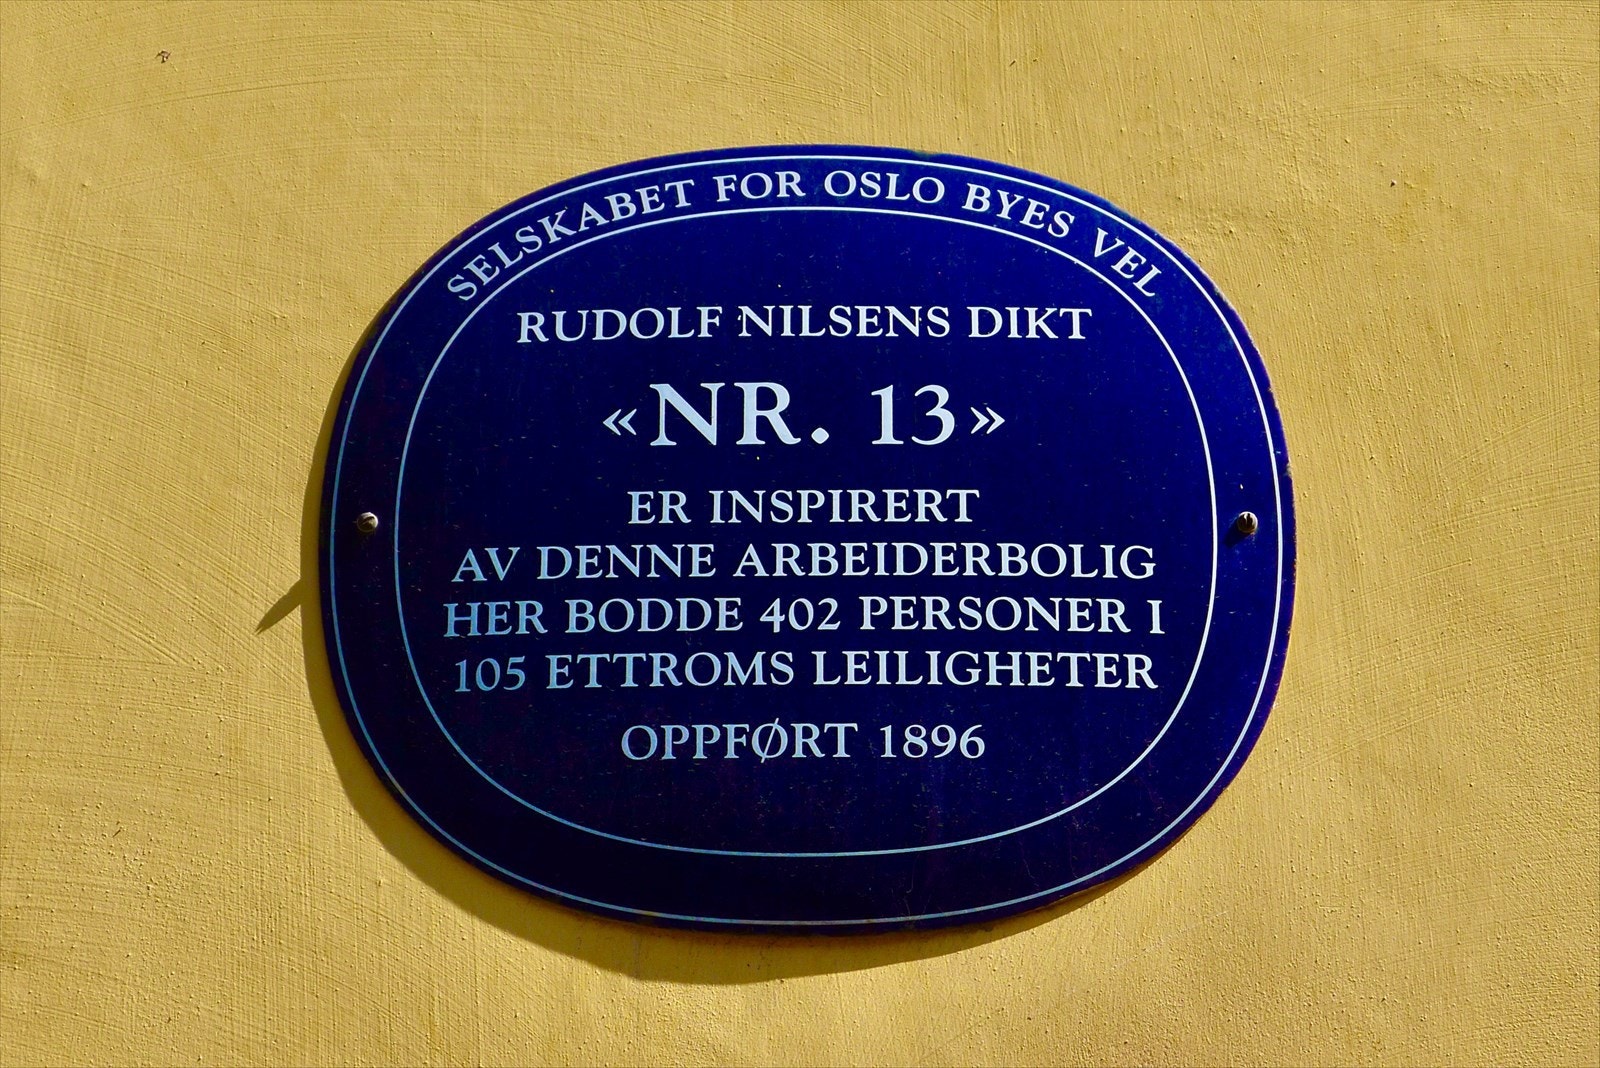 SELSKABET FOR OSLO BYES VEL
RUDOLF NILSENS DIKT
«NR. 13»
ER INSPIRERT
AV DENNE ARBEIDERBOLIG
HER BODDE 402 PERSONER I
105 ETTROMS LEILIGHETER
OPPFØRT 1896